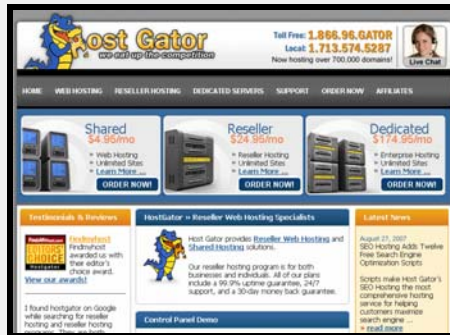 Host Gator
we eat up the competition
Toll Free: 1.866.96.GATOR
Local: 1.713.574.5287
Now hosting over 700,000 domains!
Live Chat
HOME WEB HOSTING RESELLER HOSTING DEDICATED SERVERS SUPPORT ORDER NOW AFFILIATES
Shared
$4.95/mo
» Web Hosting
» Unlimited Sites
» Learn More ...
ORDER NOW!
Reseller
$24.95/mo
» Reseller Hosting
» Unlimited Sites
» Learn More ...
ORDER NOW!
Dedicated
$174.95/mo
» Enterprise Hosting
» Unlimited Sites
» Learn More ...
ORDER NOW!
Testimonials & Reviews
CHOICE
Hostgator
Findmyhost
Findmyhost
awarded us with
their editor's
choice award.
View our awards!
I found hostgator on Google
while searching for reseller
hosting and reseller hosting
programs. They are both
HostGator » Reseller Web Hosting Specialists
Host Gator provides Reseller Web Hosting and
Shared Hosting solutions.
Our reseller hosting program is for both
businesses and individuals. All of our plans
include a 99.9% uptime guarantee, 24/7
support, and a 30-day money back guarantee.
Control Panel Demo
Latest News
August 27, 2007
SEO Hosting Adds Twelve
Free Search Engine
Optimization Scripts
Scripts make Host Gator's
SEO Hosting the most
comprehensive hosting
service for helping
customers maximize
search engine ...
» read more